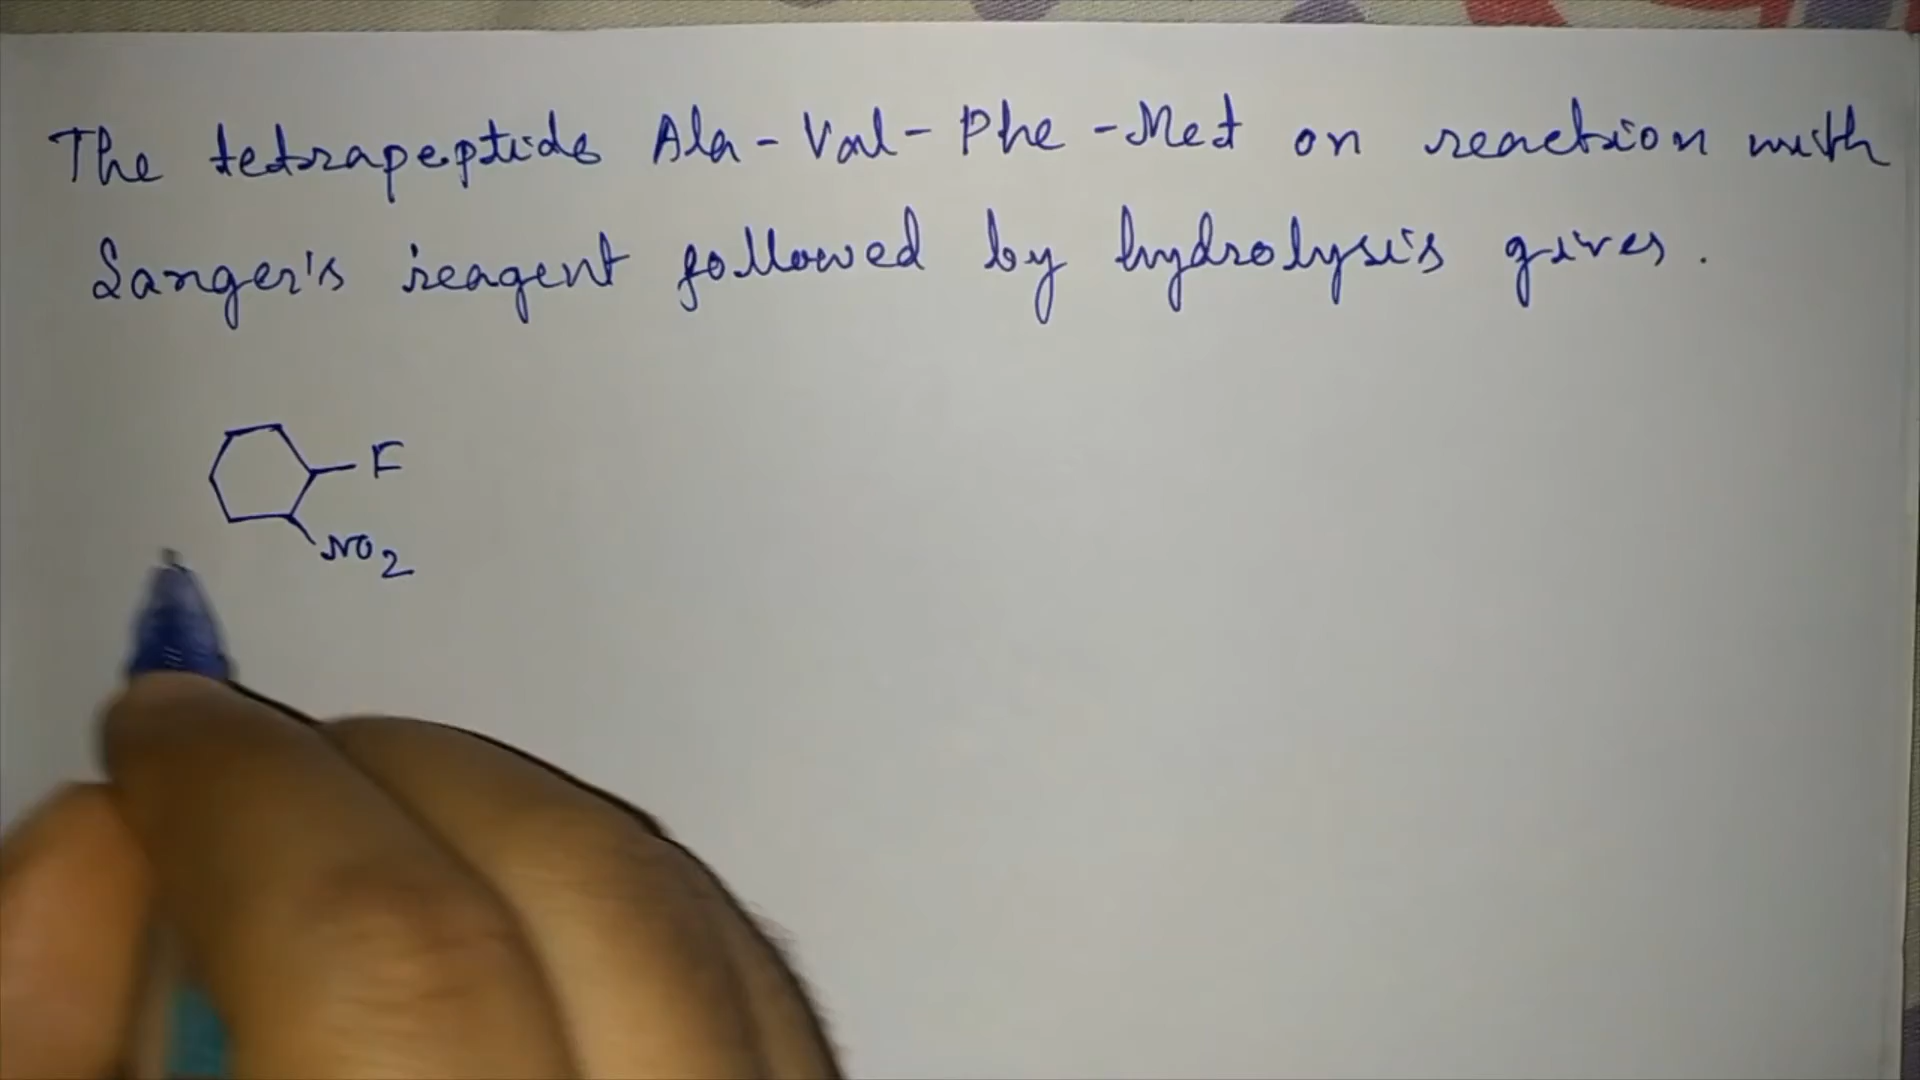 The tetrapeptide Ala-Val-Phe-Met on reaction with
Sanger's reagent followed by hydrolysis gives.
F
NO2